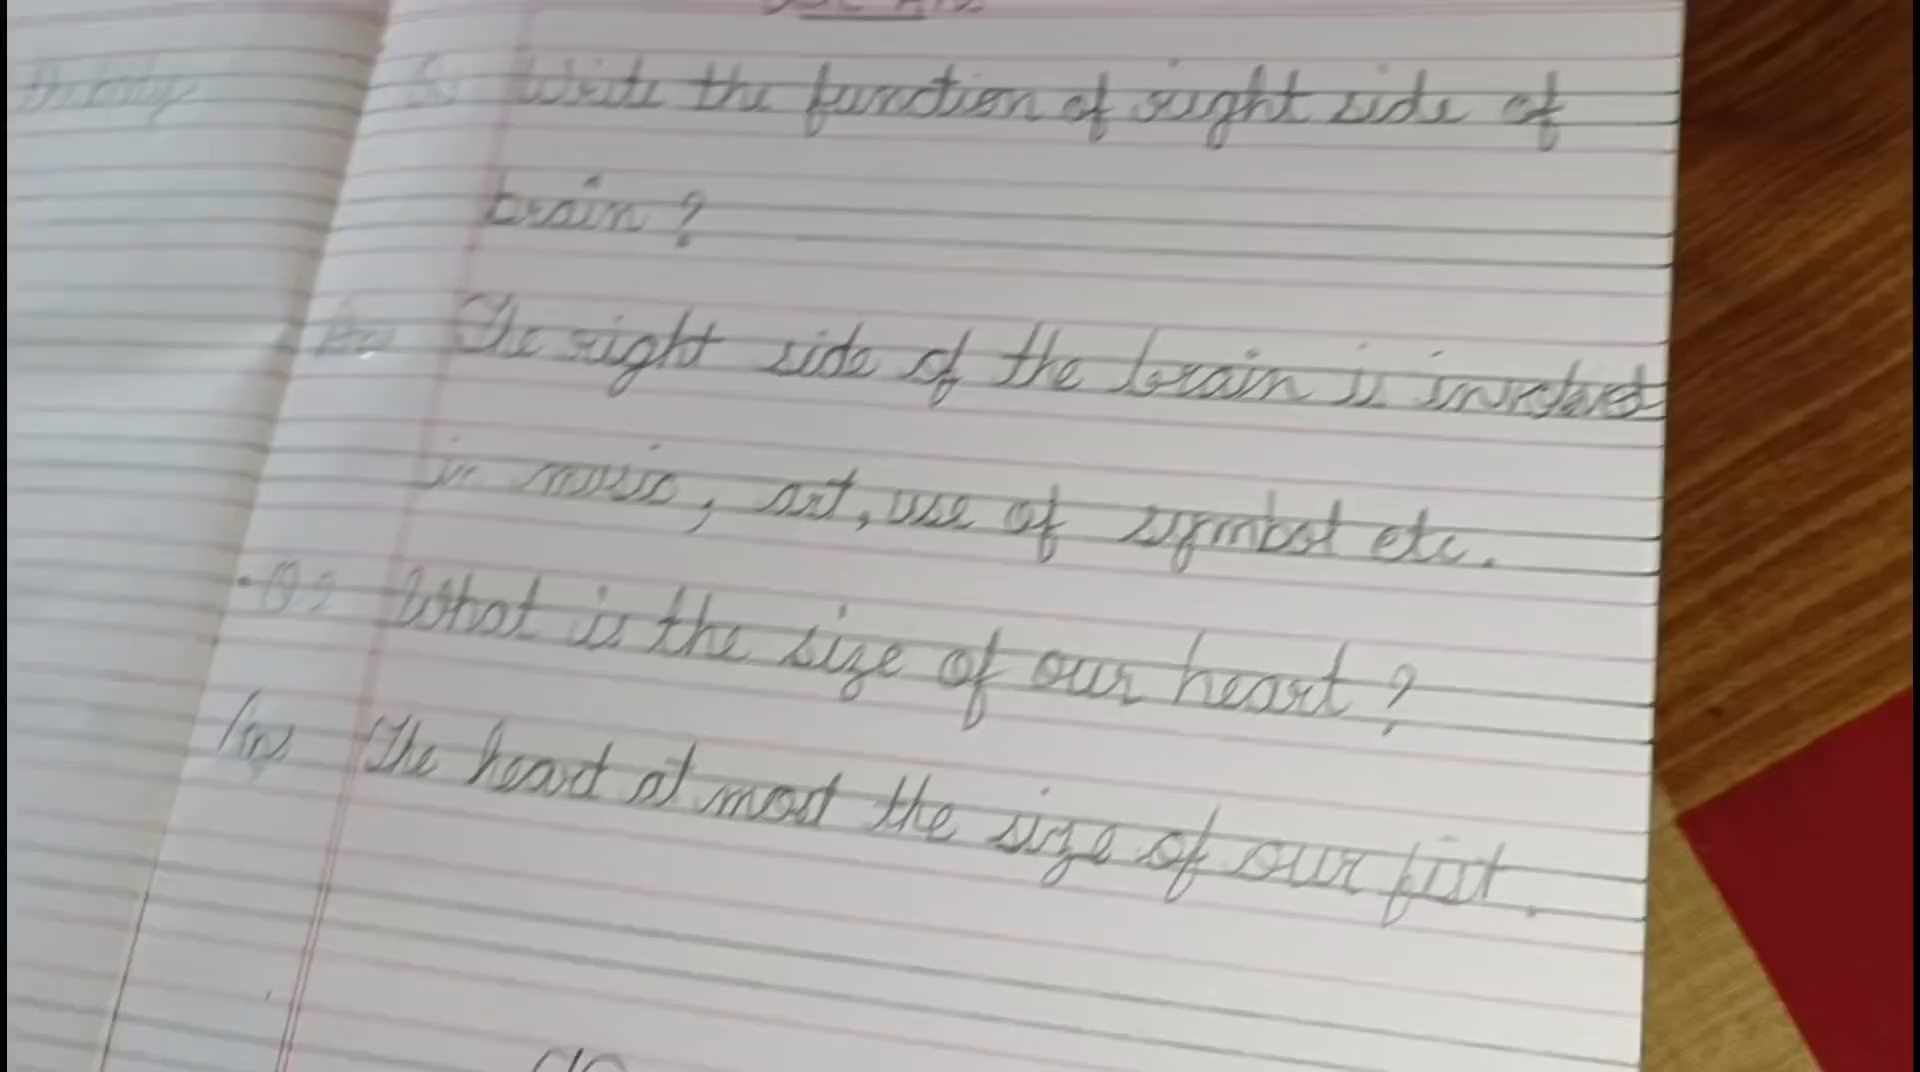 Write the function of right side of
brain?
The right side of the brain is involved
in music, art, use of symbol etc.
Q2 What is the size of our heart?
Ans The heart at most the size of our fist.